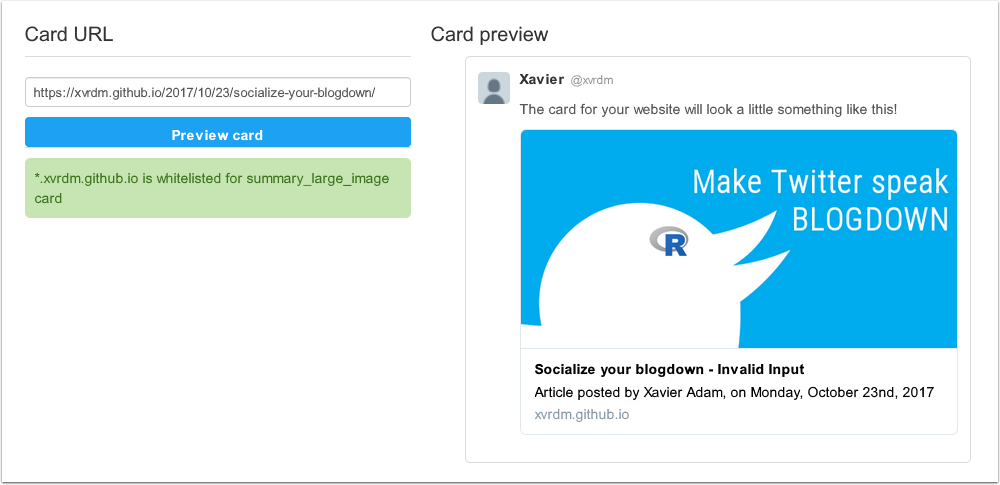 Card URL
https://xvrdm.github.io/2017/10/23/socialize-your-blogdown/
Preview card
*.xvrdm.github.io is whitelisted for summary_large_image
card
Card preview
Xavier @xvrdm
The card for your website will look a little something like this!
Make Twitter speak
BLOGDOWN
R
Socialize your blogdown - Invalid Input
Article posted by Xavier Adam, on Monday, October 23nd, 2017
xvrdm.github.io